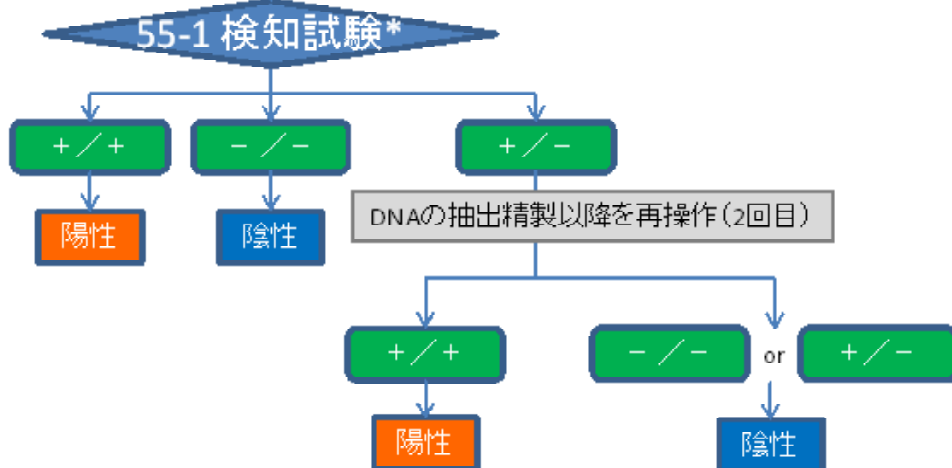 55-1 検知試験*
+/+
-/-
+/-
陽性
陰性
DNAの抽出精製以降を再操作(2回目)
+/+
-/-
or
+/-
陽性
陰性